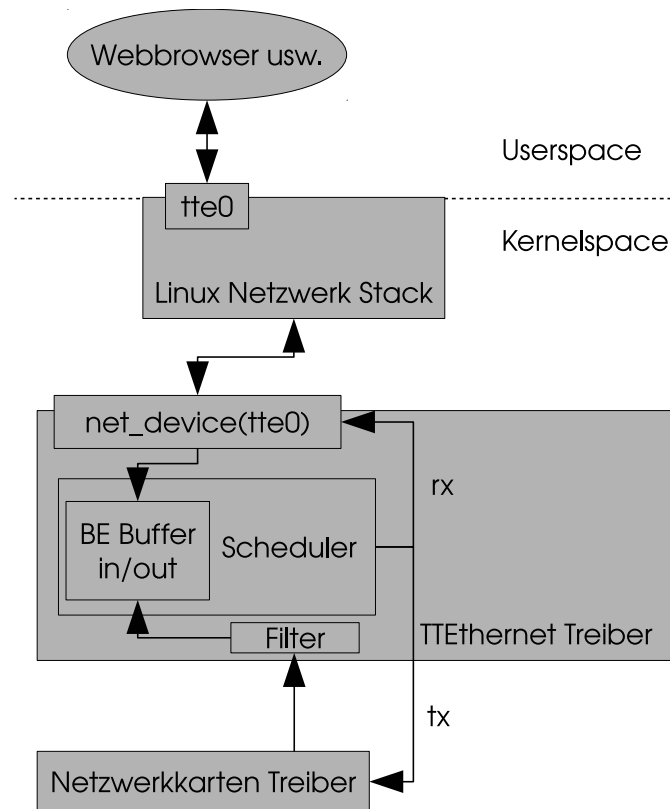 Webbrowser usw.
Userspace
tte0
Kernelspace
Linux Netzwerk Stack
net_device(tte0)
rx
BE Buffer
in/out
Scheduler
Filter
TTEthernet Treiber
tx
Netzwerkkarten Treiber